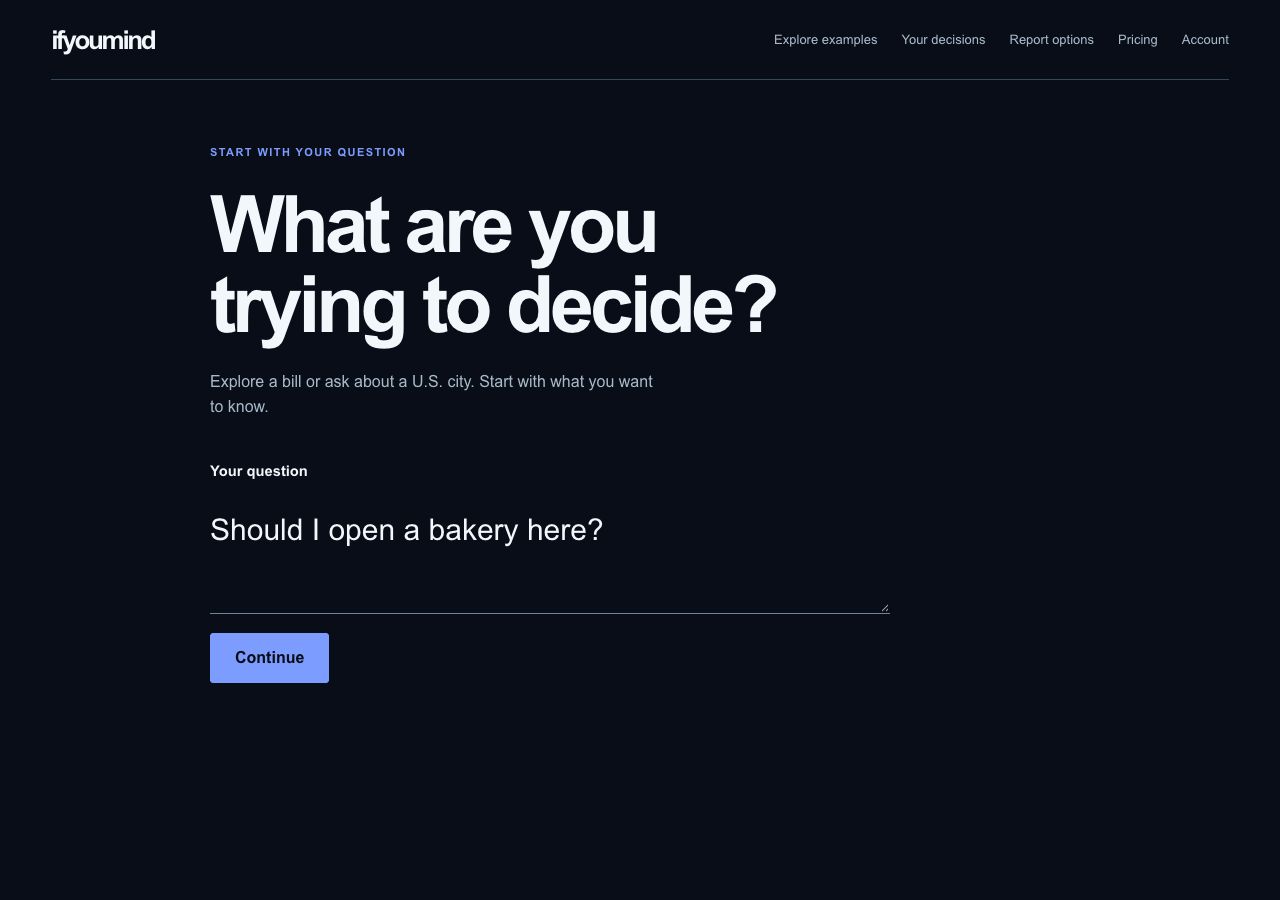 ifyoumind
Explore examples
Your decisions
Report options
Pricing
Account
START WITH YOUR QUESTION
What are you
trying to decide?
Explore a bill or ask about a U.S. city. Start with what you want
to know.
Your question
Should I open a bakery here?
Continue